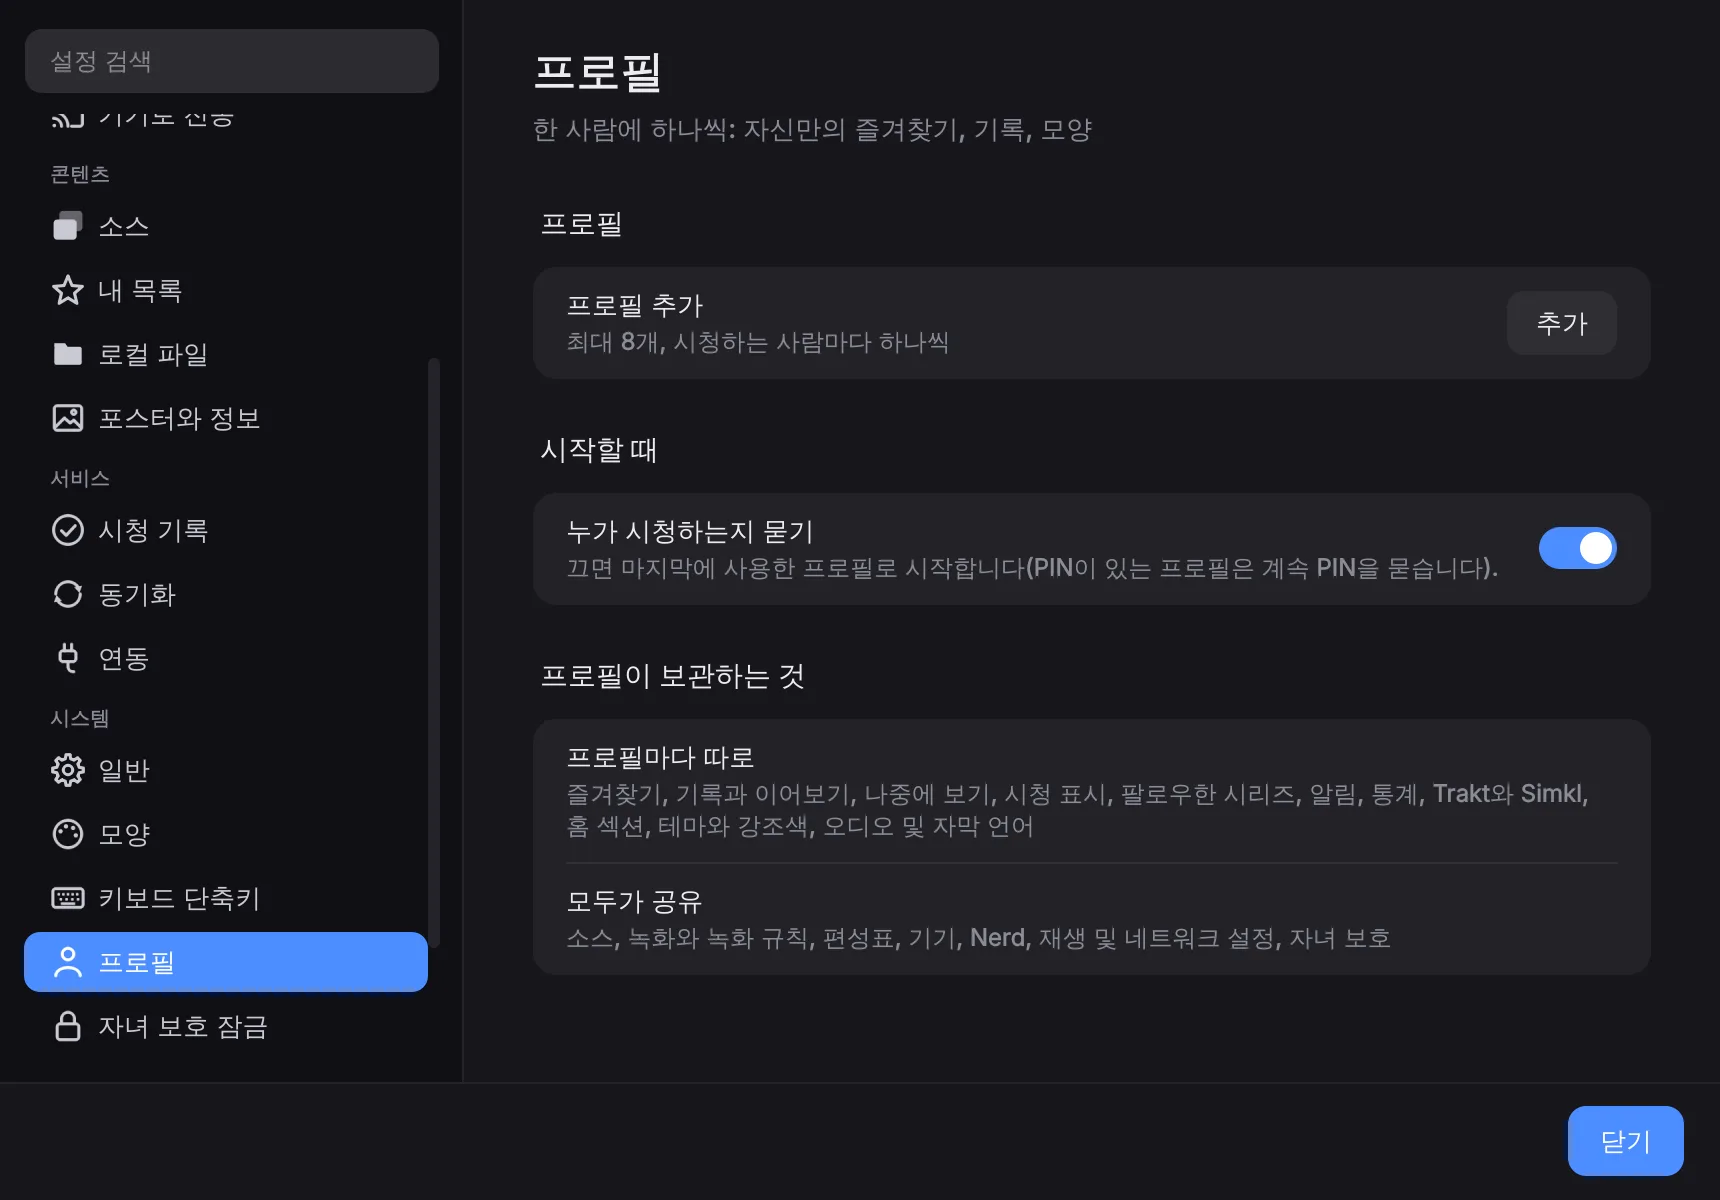 설정 검색
기기로 전송
콘텐츠
소스
내 목록
로컬 파일
포스터와 정보
서비스
시청 기록
동기화
연동
시스템
일반
모양
키보드 단축키
프로필
자녀 보호 잠금
프로필
한 사람에 하나씩: 자신만의 즐겨찾기, 기록, 모양
프로필
프로필 추가
최대 8개, 시청하는 사람마다 하나씩
추가
시작할 때
누가 시청하는지 묻기
끄면 마지막에 사용한 프로필로 시작합니다(PIN이 있는 프로필은 계속 PIN을 묻습니다).
프로필이 보관하는 것
프로필마다 따로
즐겨찾기, 기록과 이어보기, 나중에 보기, 시청 표시, 팔로우한 시리즈, 알림, 통계, Trakt와 Simkl,
홈 섹션, 테마와 강조색, 오디오 및 자막 언어
모두가 공유
소스, 녹화와 녹화 규칙, 편성표, 기기, Nerd, 재생 및 네트워크 설정, 자녀 보호
닫기